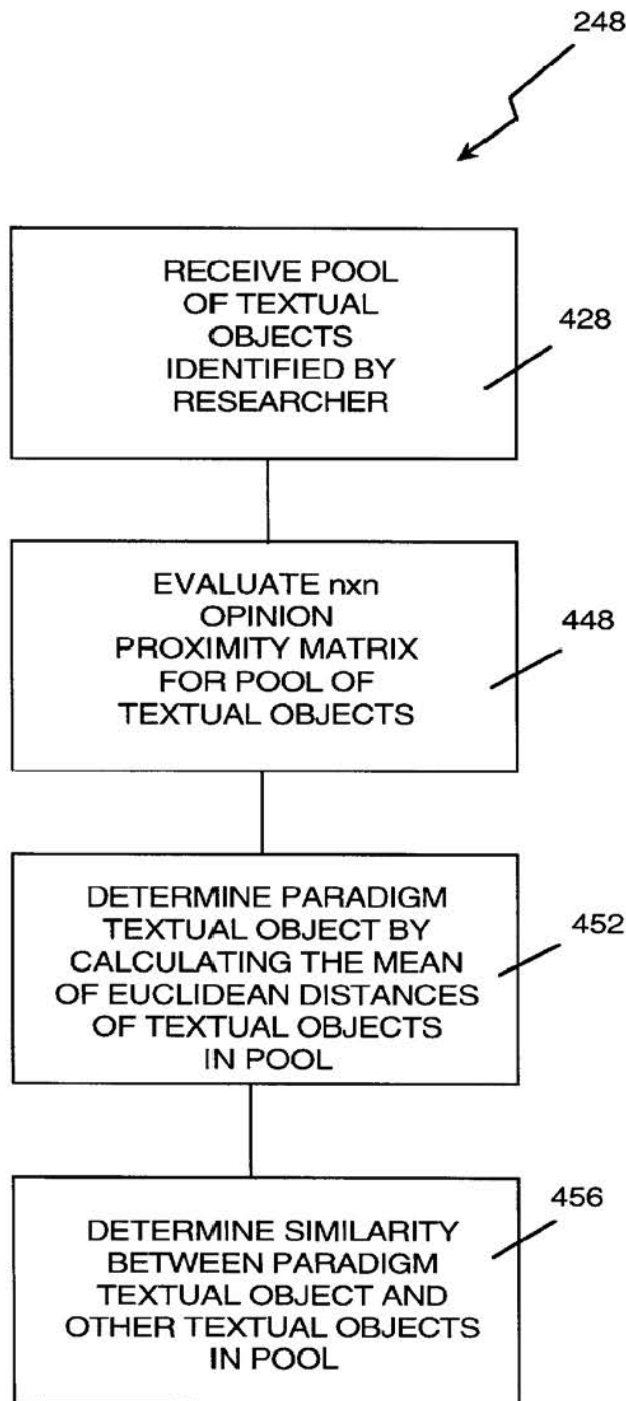 248
RECEIVE POOL
OF TEXTUAL
OBJECTS
IDENTIFIED BY
RESEARCHER
428
EVALUATE nxn
OPINION
PROXIMITY MATRIX
FOR POOL OF
TEXTUAL OBJECTS
448
DETERMINE PARADIGM
TEXTUAL OBJECT BY
CALCULATING THE MEAN
OF EUCLIDEAN DISTANCES
OF TEXTUAL OBJECTS
IN POOL
452
DETERMINE SIMILARITY
BETWEEN PARADIGM
TEXTUAL OBJECT AND
OTHER TEXTUAL OBJECTS
IN POOL
456